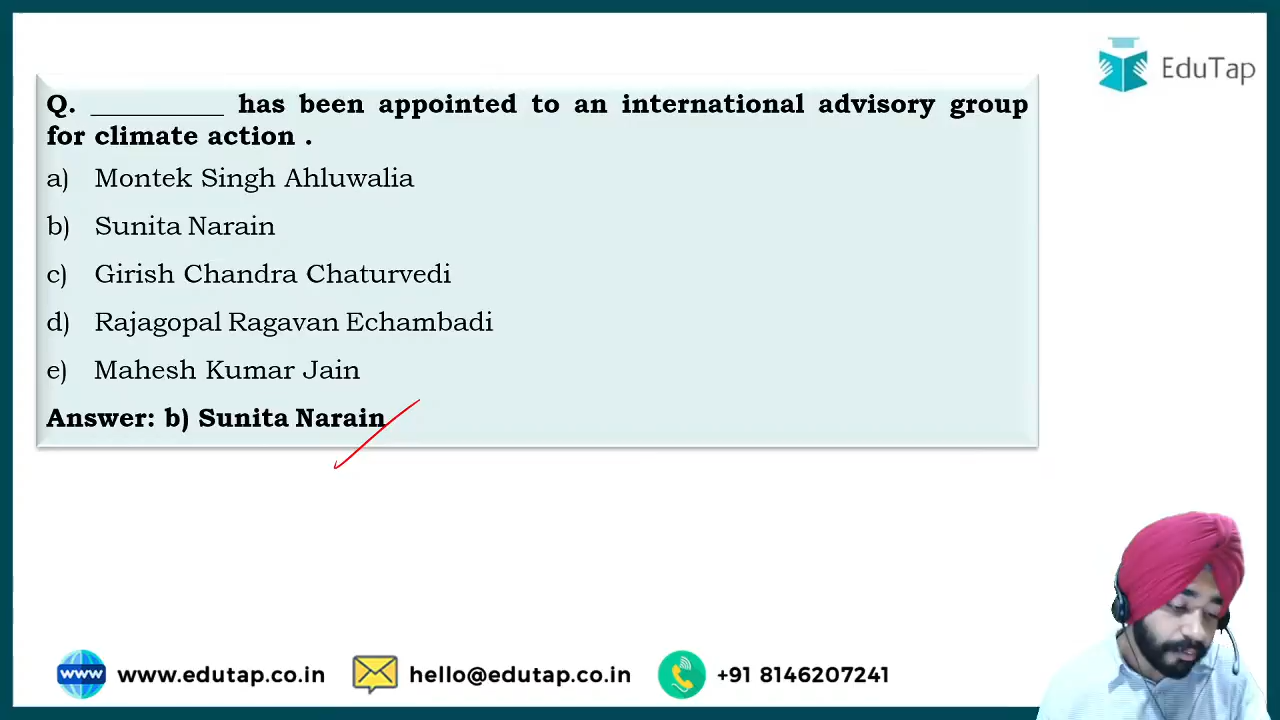 EduTap
Q. __________ has been appointed to an international advisory group
for climate action .
a) Montek Singh Ahluwalia
b) Sunita Narain
c) Girish Chandra Chaturvedi
d) Rajagopal Ragavan Echambadi
e) Mahesh Kumar Jain
Answer: b) Sunita Narain
www www.edutap.co.in hello@edutap.co.in +91 8146207241